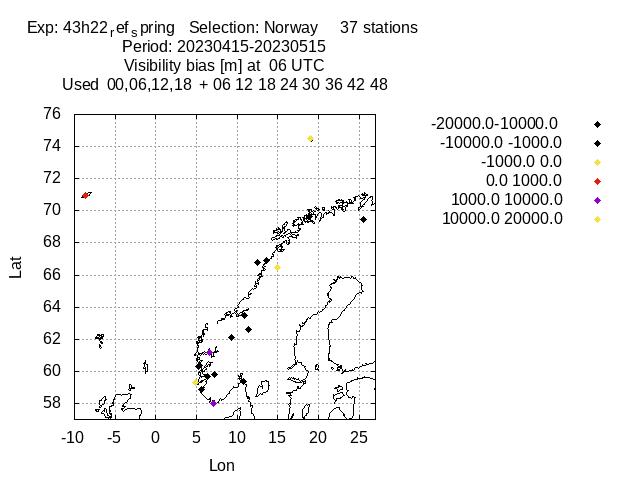 Exp: 43h22refspring   Selection: Norway     37 stations
Period: 20230415-20230515
Visibility bias [m] at  06 UTC
Used  00,06,12,18  + 06 12 18 24 30 36 42 48
-20000.0-10000.0
-10000.0 -1000.0
-1000.0 0.0
0.0 1000.0
1000.0 10000.0
10000.0 20000.0
76
74
72
70
68
66
64
62
60
58
Lat
-10 -5 0 5 10 15 20 25
Lon